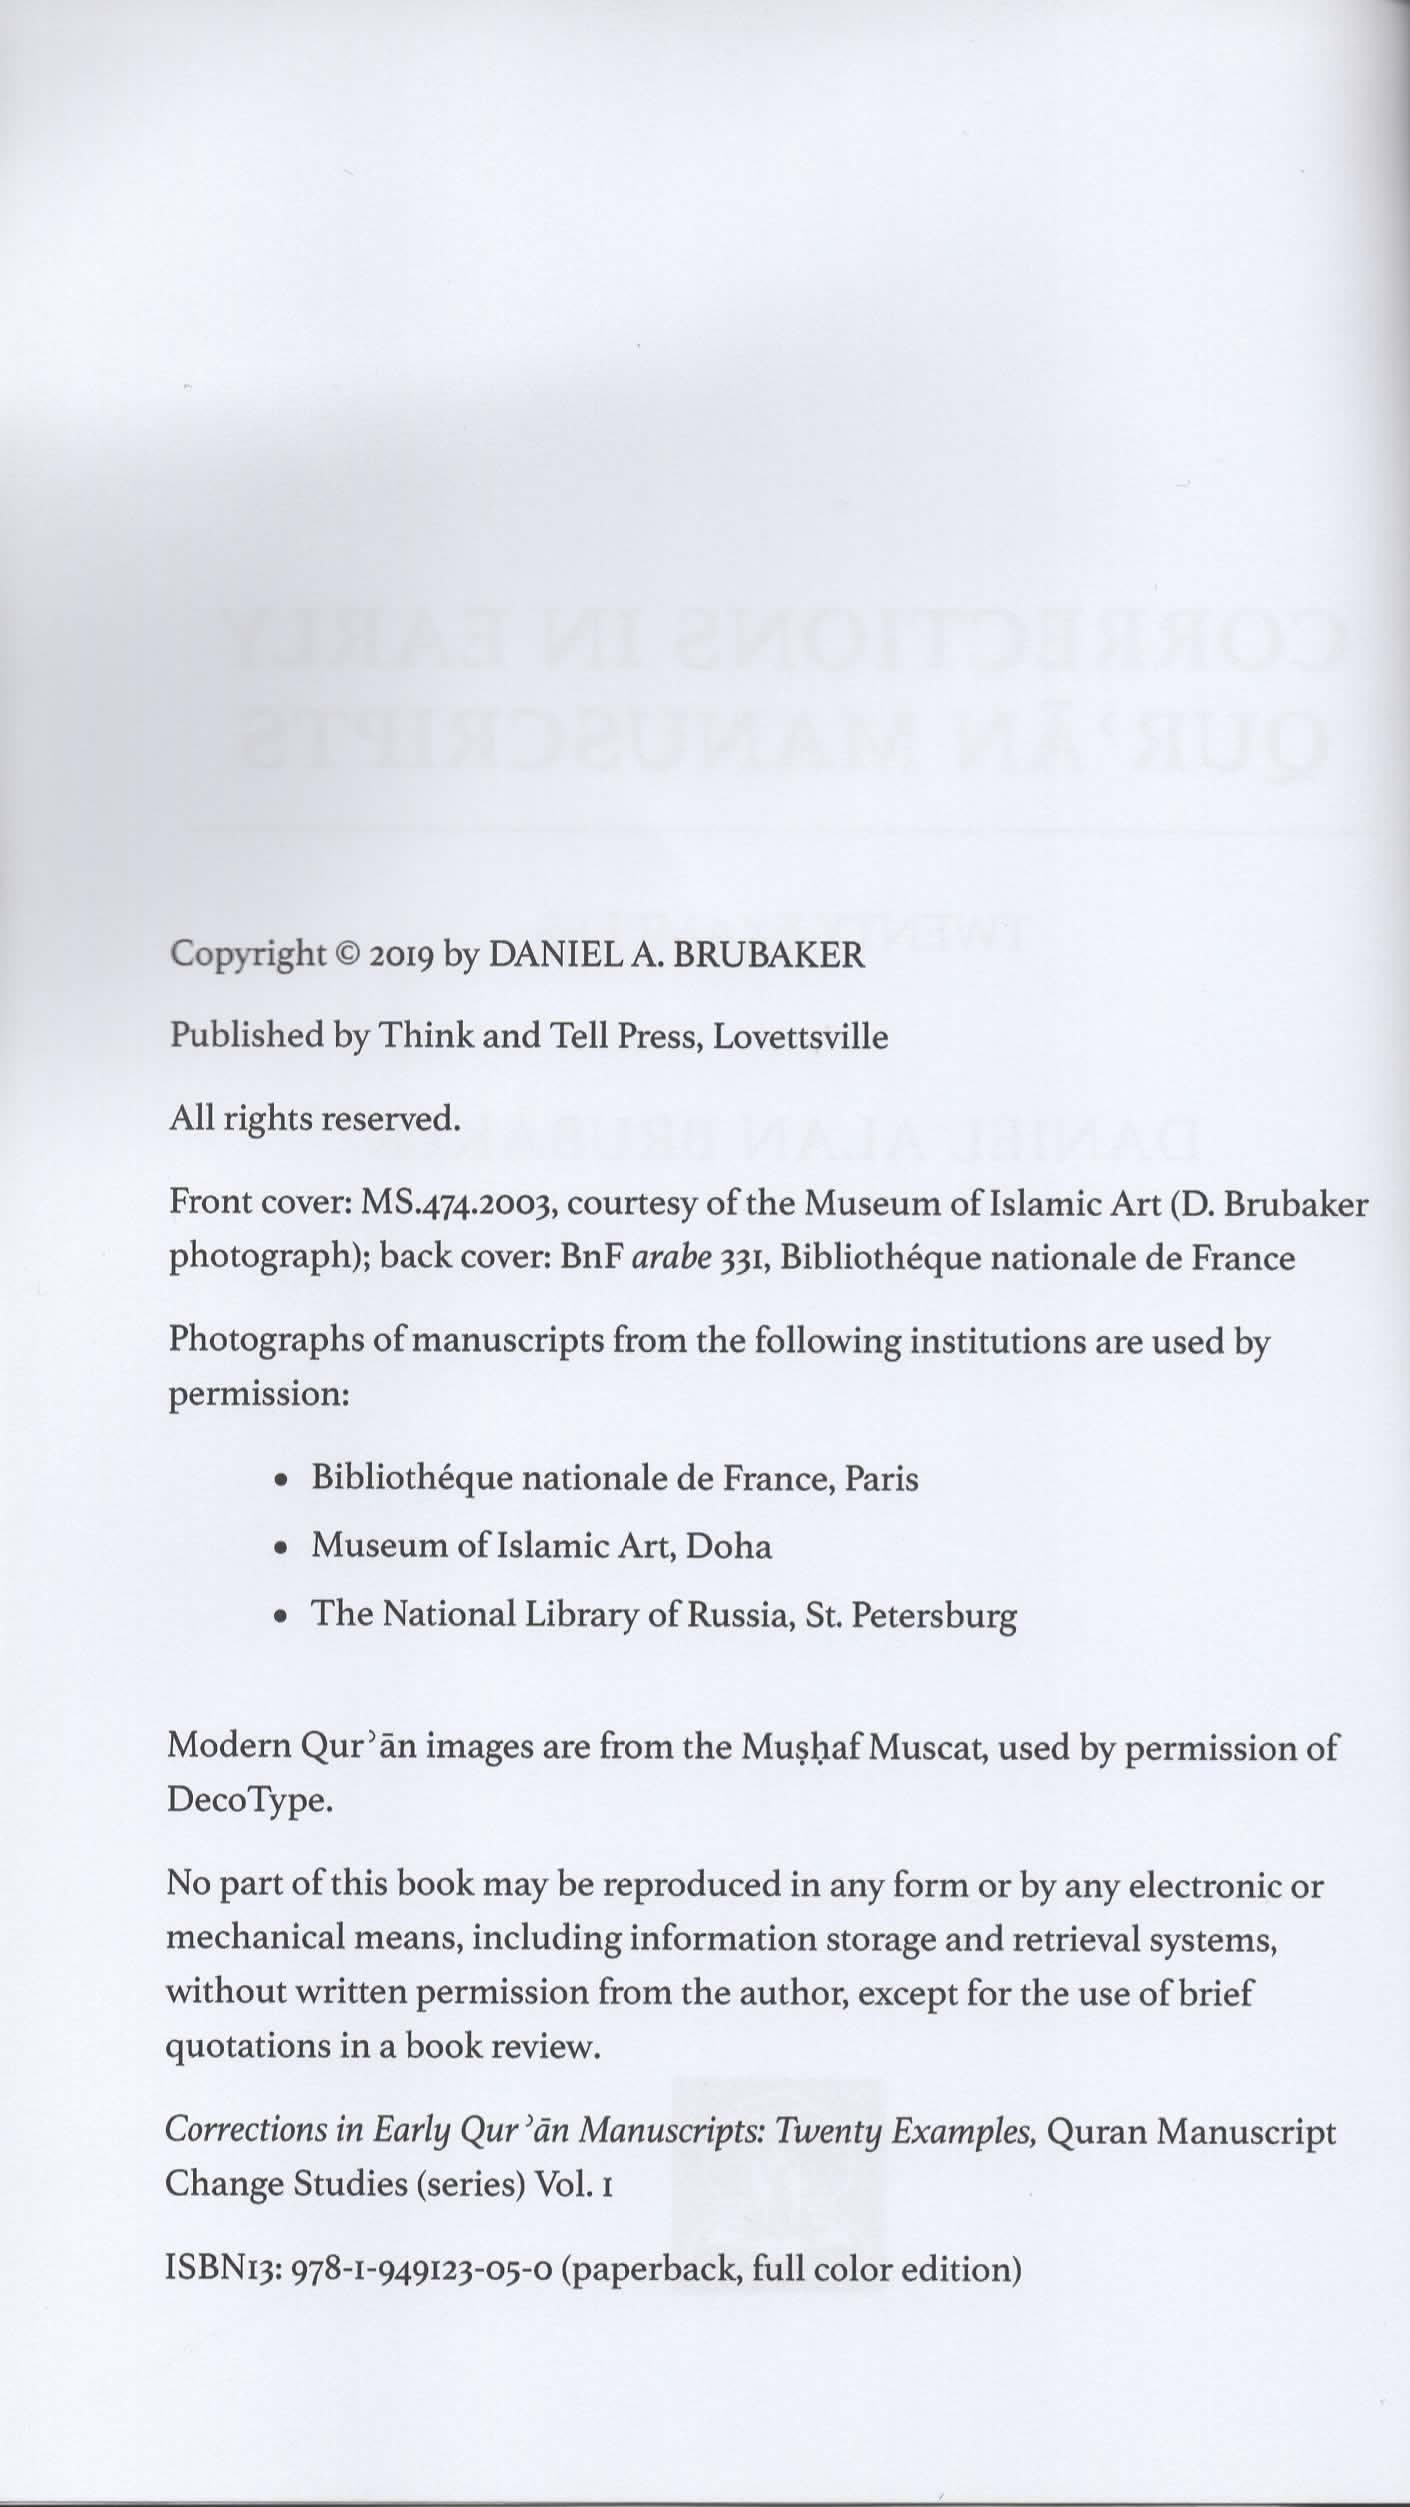 Copyright © 2019 by DANIEL A. BRUBAKER
Published by Think and Tell Press, Lovettsville
All rights reserved.
Front cover: MS.474.2003, courtesy of the Museum of Islamic Art (D. Brubaker
photograph); back cover: BnF arabe 331, Bibliothéque nationale de France
Photographs of manuscripts from the following institutions are used by
permission:
• Bibliothéque nationale de France, Paris
• Museum of Islamic Art, Doha
• The National Library of Russia, St. Petersburg
Modern Qurʾān images are from the Muṣḥaf Muscat, used by permission of
DecoType.
No part of this book may be reproduced in any form or by any electronic or
mechanical means, including information storage and retrieval systems,
without written permission from the author, except for the use of brief
quotations in a book review.
Corrections in Early Qurʾān Manuscripts: Twenty Examples, Quran Manuscript
Change Studies (series) Vol. 1
ISBN13: 978-1-949123-05-0 (paperback, full color edition)